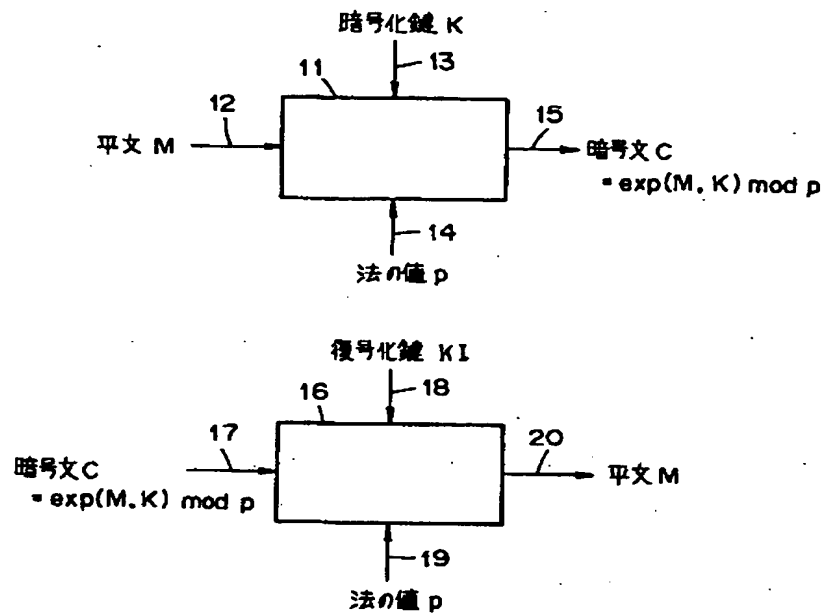 暗号化鍵 K
13
11
12
15
平文 M
暗号文 C
= exp(M, K) mod p
14
法の値 p
復号化鍵 KI
18
16
17
20
暗号文 C
= exp(M, K) mod p
平文 M
19
法の値 p